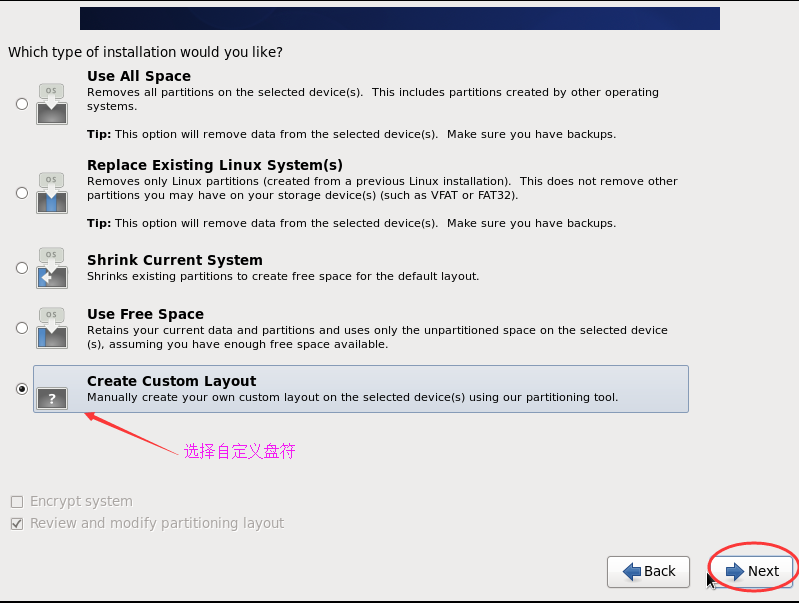 Which type of installation would you like?
OS
Use All Space
Removes all partitions on the selected device(s).  This includes partitions created by other operating
systems.
Tip: This option will remove data from the selected device(s).  Make sure you have backups.
OS
Replace Existing Linux System(s)
Removes only Linux partitions (created from a previous Linux installation).  This does not remove other
partitions you may have on your storage device(s) (such as VFAT or FAT32).
Tip: This option will remove data from the selected device(s).  Make sure you have backups.
OS
Shrink Current System
Shrinks existing partitions to create free space for the default layout.
OS
Use Free Space
Retains your current data and partitions and uses only the unpartitioned space on the selected device
(s), assuming you have enough free space available.
?
Create Custom Layout
Manually create your own custom layout on the selected device(s) using our partitioning tool.
选择自定义盘符
Encrypt system
Review and modify partitioning layout
Back
Next